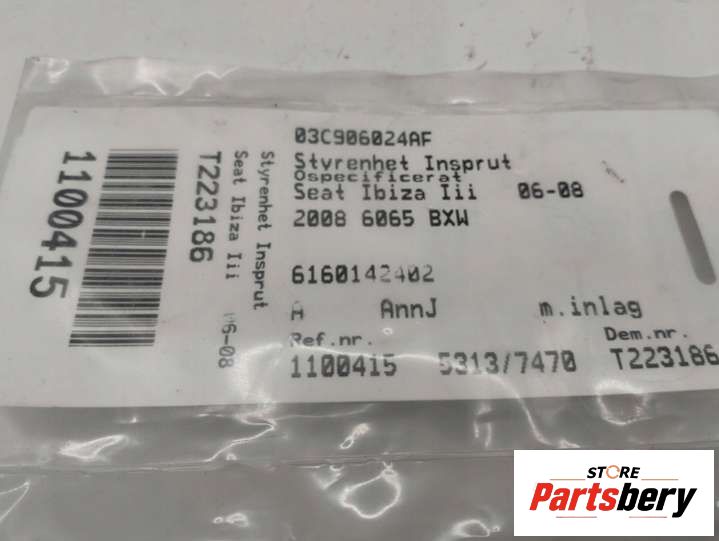 03C906024AF
Styrenhet Insprut
Ospecificerat
Seat Ibiza Iii 06-08
2008 6065 BXW
6160142402
A AnnJ m.inlag
Ref.nr. Dem.nr.
1100415 5313/7470 T223186
Styrenhet Insprut
Seat Ibiza Iii 06-08
T223186
1100415
STORE
Partsbery